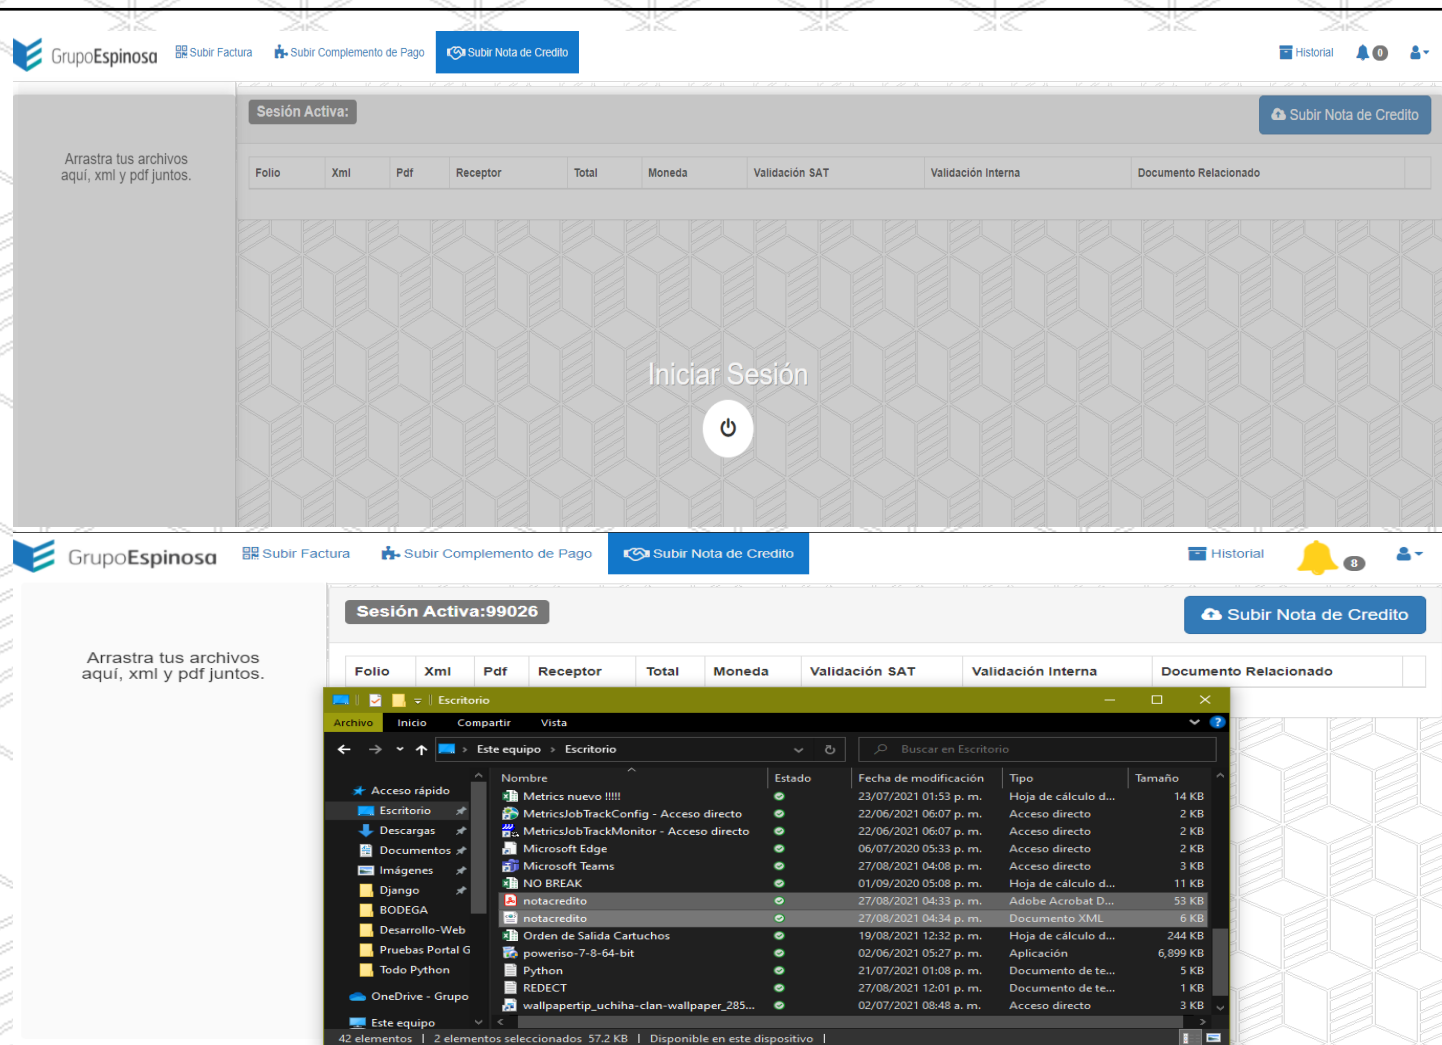 GrupoEspinosa Subir Factura Subir Complemento de Pago Subir Nota de Credito Historial 0
Sesión Activa: Subir Nota de Credito
Arrastra tus archivos
aquí, xml y pdf juntos.
Folio Xml Pdf Receptor Total Moneda Validación SAT Validación Interna Documento Relacionado
Iniciar Sesión
GrupoEspinosa Subir Factura Subir Complemento de Pago Subir Nota de Credito Historial 8
Sesión Activa:99026 Subir Nota de Credito
Arrastra tus archivos
aquí, xml y pdf juntos.
Folio Xml Pdf Receptor Total Moneda Validación SAT Validación Interna Documento Relacionado
Escritorio
Archivo Inicio Compartir Vista
Este equipo > Escritorio Buscar en Escritorio
Nombre Estado Fecha de modificación Tipo Tamaño
Acceso rápido
Escritorio
Descargas
Documentos
Imágenes
Django
BODEGA
Desarrollo-Web
Pruebas Portal G
Todo Python
OneDrive - Grupo
Este equipo
Metrics nuevo !!!!! 23/07/2021 01:53 p. m. Hoja de cálculo d... 14 KB
MetricsJobTrackConfig - Acceso directo 22/06/2021 06:07 p. m. Acceso directo 2 KB
MetricsJobTrackMonitor - Acceso directo 22/06/2021 06:07 p. m. Acceso directo 2 KB
Microsoft Edge 06/07/2020 05:33 p. m. Acceso directo 2 KB
Microsoft Teams 27/08/2021 04:08 p. m. Acceso directo 3 KB
NO BREAK 01/09/2020 05:08 p. m. Hoja de cálculo d... 11 KB
notacredito 27/08/2021 04:33 p. m. Adobe Acrobat D... 53 KB
notacredito 27/08/2021 04:34 p. m. Documento XML 6 KB
Orden de Salida Cartuchos 19/08/2021 12:32 p. m. Hoja de cálculo d... 244 KB
poweriso-7-8-64-bit 02/06/2021 05:27 p. m. Aplicación 6,899 KB
Python 21/07/2021 01:08 p. m. Documento de te... 5 KB
REDECT 27/08/2021 12:01 p. m. Documento de te... 1 KB
wallpapertip_uchiha-clan-wallpaper_285... 02/07/2021 08:48 a. m. Acceso directo 3 KB
42 elementos | 2 elementos seleccionados 57.2 KB | Disponible en este dispositivo |